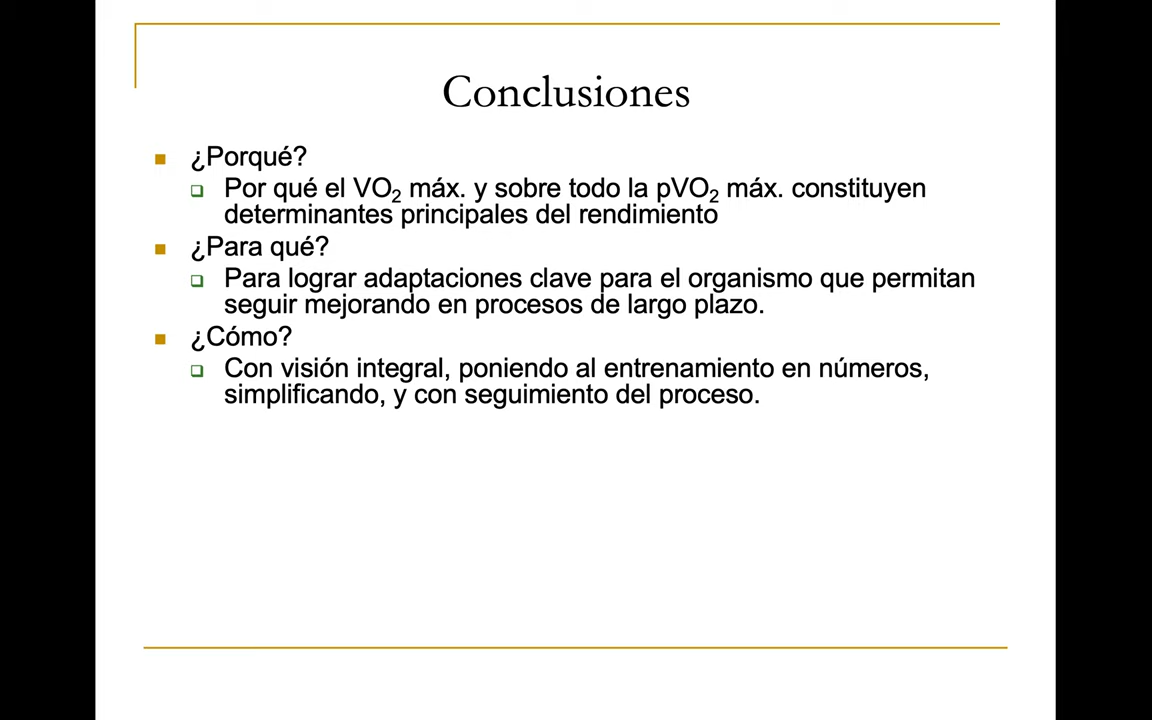 Conclusiones
¿Porqué?
Por qué el VO₂ máx. y sobre todo la pVO₂ máx. constituyen
determinantes principales del rendimiento
¿Para qué?
Para lograr adaptaciones clave para el organismo que permitan
seguir mejorando en procesos de largo plazo.
¿Cómo?
Con visión integral, poniendo al entrenamiento en números,
simplificando, y con seguimiento del proceso.